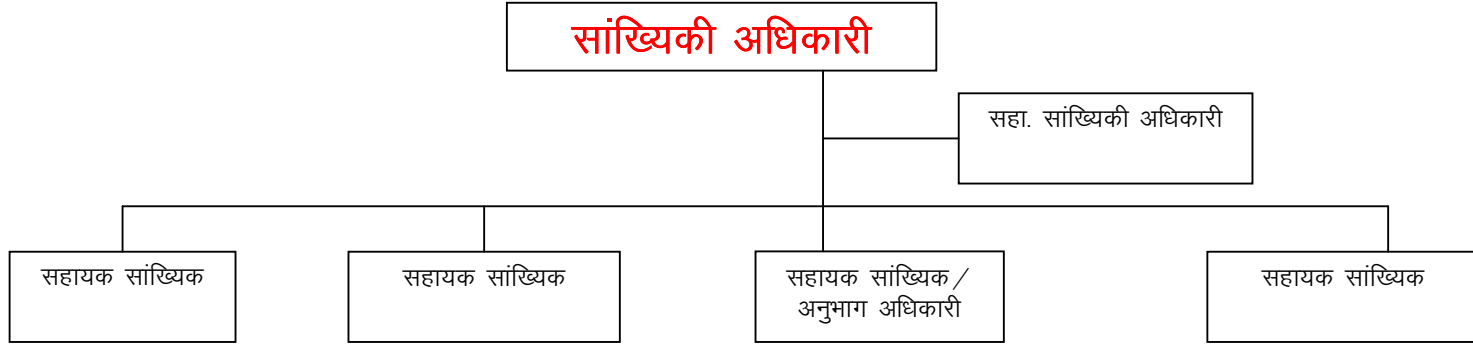 सांख्यिकी अधिकारी
सहा. सांख्यिकी अधिकारी
सहायक सांख्यिक
सहायक सांख्यिक
सहायक सांख्यिक/
अनुभाग अधिकारी
सहायक सांख्यिक